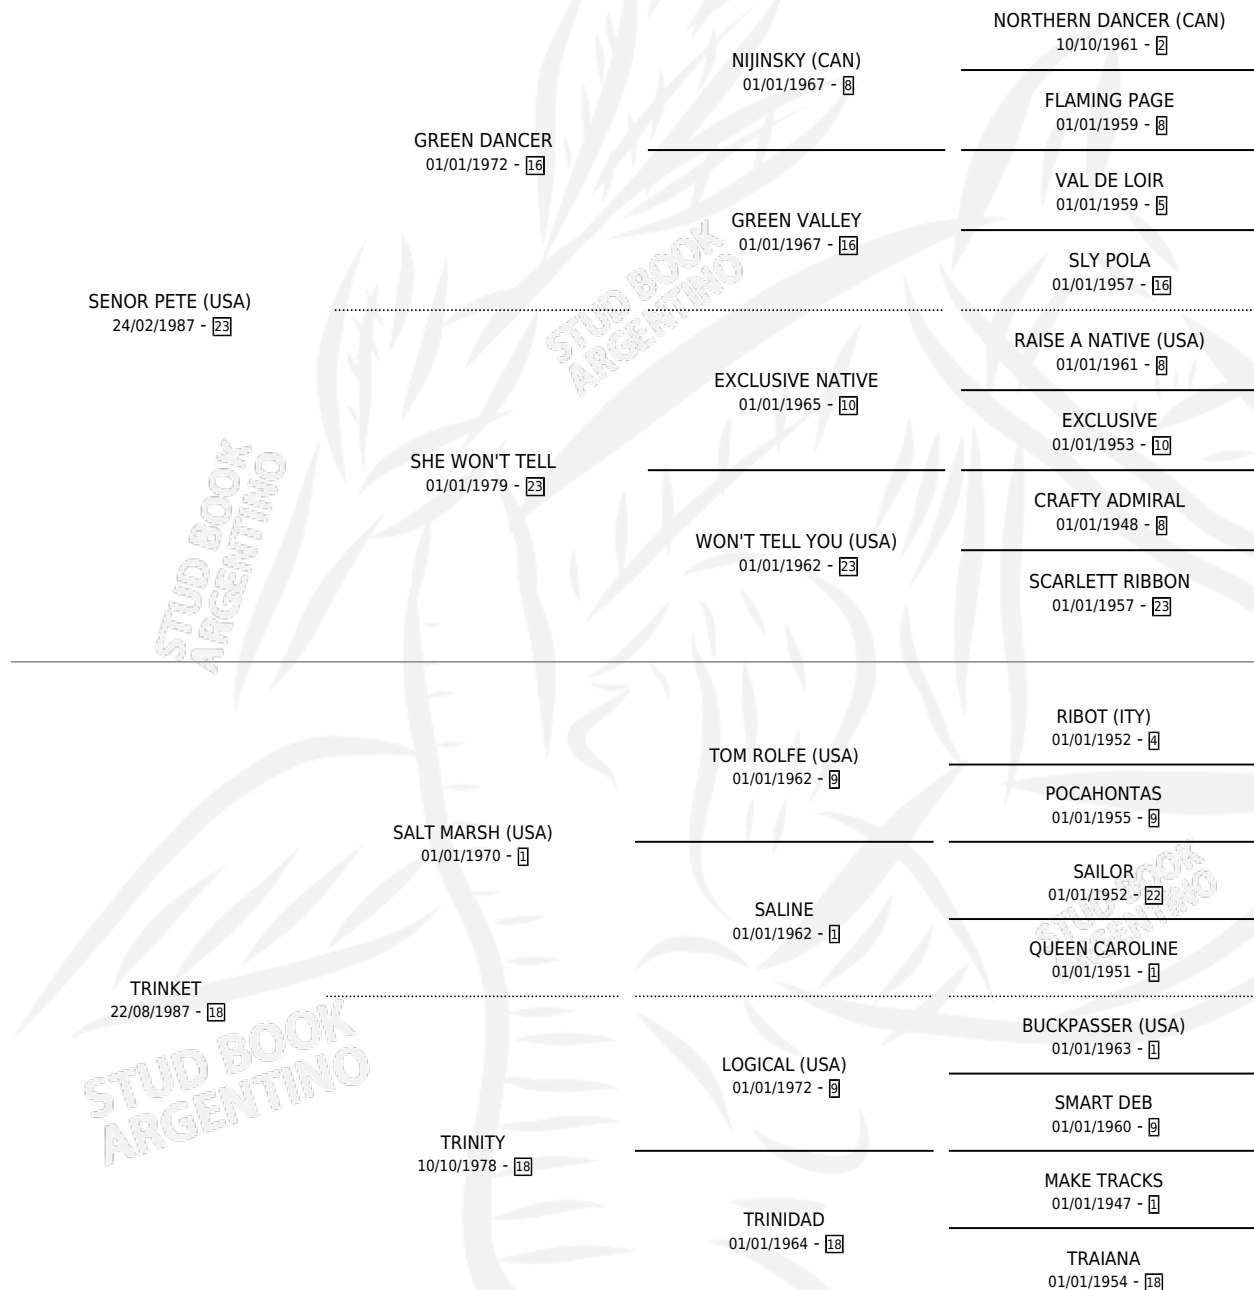 NORTHERN DANCER (CAN)
10/10/1961 - 2
NIJINSKY (CAN)
01/01/1967 - 8
FLAMING PAGE
01/01/1959 - 8
GREEN DANCER
01/01/1972 - 16
VAL DE LOIR
01/01/1959 - 5
GREEN VALLEY
01/01/1967 - 16
SLY POLA
01/01/1957 - 16
SENOR PETE (USA)
24/02/1987 - 23
RAISE A NATIVE (USA)
01/01/1961 - 8
EXCLUSIVE NATIVE
01/01/1965 - 10
EXCLUSIVE
01/01/1953 - 10
SHE WON'T TELL
01/01/1979 - 23
CRAFTY ADMIRAL
01/01/1948 - 8
WON'T TELL YOU (USA)
01/01/1962 - 23
SCARLETT RIBBON
01/01/1957 - 23
STUD BOOK
ARGENTINO
STUD BOOK
ARGENTINO
RIBOT (ITY)
01/01/1952 - 4
TOM ROLFE (USA)
01/01/1962 - 9
POCAHONTAS
01/01/1955 - 9
SALT MARSH (USA)
01/01/1970 - 1
SAILOR
01/01/1952 - 22
SALINE
01/01/1962 - 1
QUEEN CAROLINE
01/01/1951 - 1
TRINKET
22/08/1987 - 18
BUCKPASSER (USA)
01/01/1963 - 1
LOGICAL (USA)
01/01/1972 - 9
SMART DEB
01/01/1960 - 9
TRINITY
10/10/1978 - 18
MAKE TRACKS
01/01/1947 - 1
TRINIDAD
01/01/1964 - 18
TRAIANA
01/01/1954 - 18
STUD BOOK
ARGENTINO
STUD BOOK
ARGENTINO